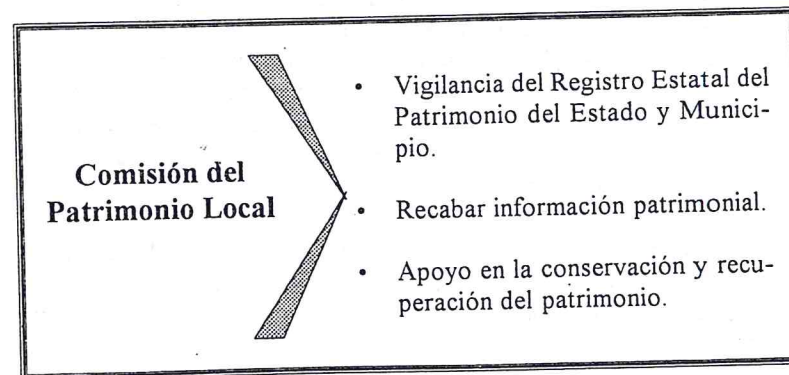 Comisión del
Patrimonio Local
• Vigilancia del Registro Estatal del
Patrimonio del Estado y Munici-
pio.
• Recabar información patrimonial.
• Apoyo en la conservación y recu-
peración del patrimonio.